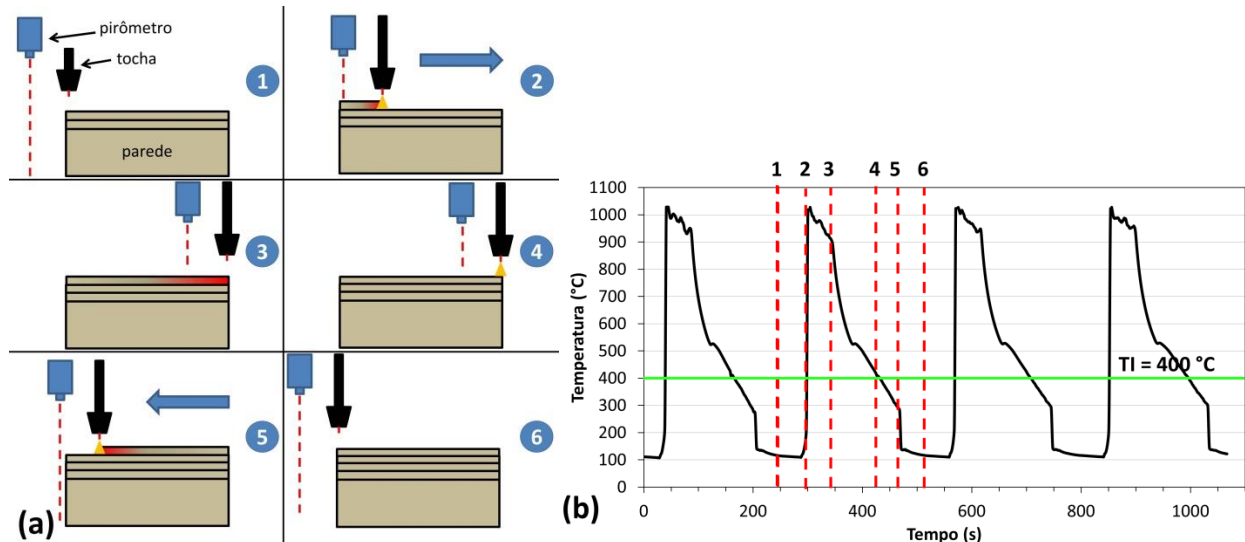 pirômetro
tocha
1
parede
2
3
4
5
6
(a)
1 2 3 4 5 6
1100
1000
900
800
700
600
500
400
300
200
100
0
Temperatura (°C)
TI = 400 °C
0 200 400 600 800 1000
Tempo (s)
(b)